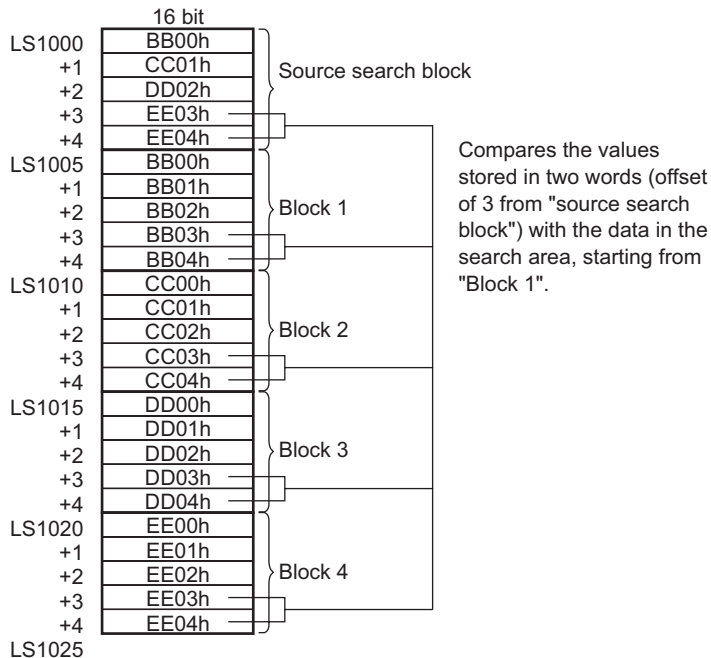 16 bit
LS1000 BB00h
+1 CC01h
+2 DD02h
+3 EE03h
+4 EE04h
Source search block
LS1005 BB00h
+1 BB01h
+2 BB02h
+3 BB03h
+4 BB04h
Block 1
LS1010 CC00h
+1 CC01h
+2 CC02h
+3 CC03h
+4 CC04h
Block 2
LS1015 DD00h
+1 DD01h
+2 DD02h
+3 DD03h
+4 DD04h
Block 3
LS1020 EE00h
+1 EE01h
+2 EE02h
+3 EE03h
+4 EE04h
Block 4
LS1025
Compares the values
stored in two words (offset
of 3 from "source search
block") with the data in the
search area, starting from
"Block 1".